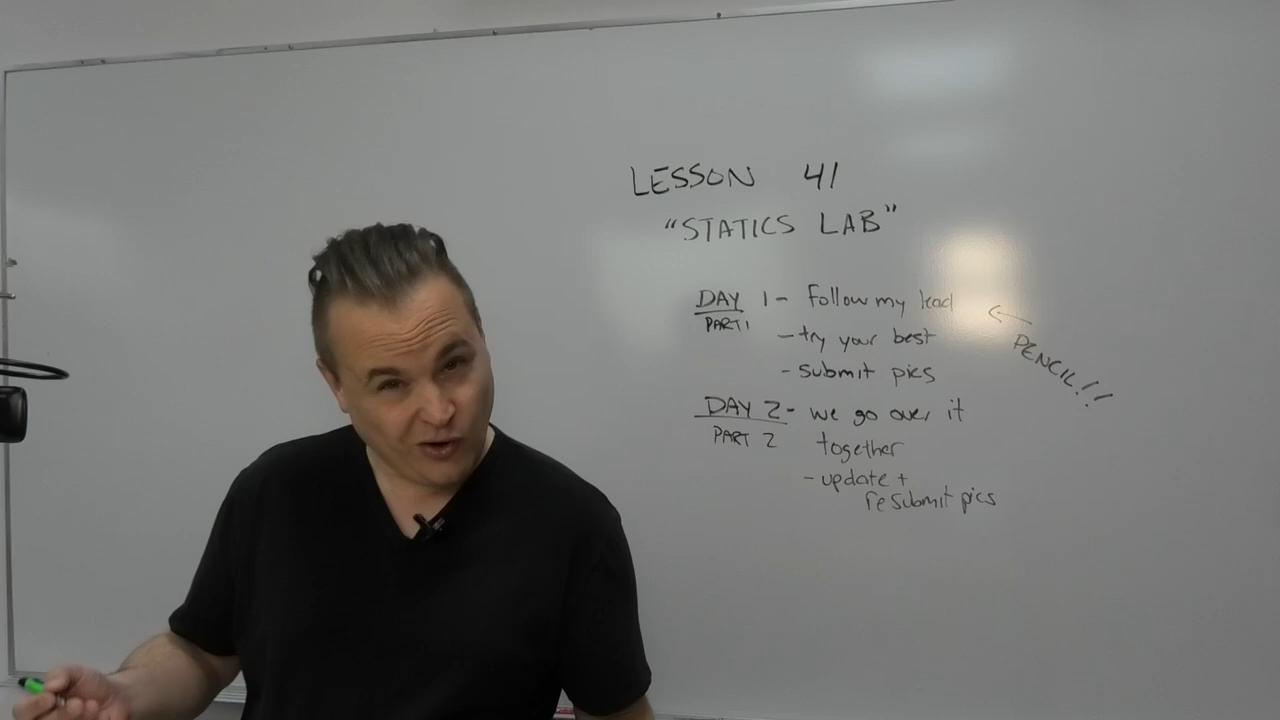 LESSON 41
"STATICS LAB"
DAY 1 - Follow my lead
PART 1
- try your best
- submit pics
← PENCIL!!
DAY 2 - we go over it
PART 2 together
- update +
resubmit pics